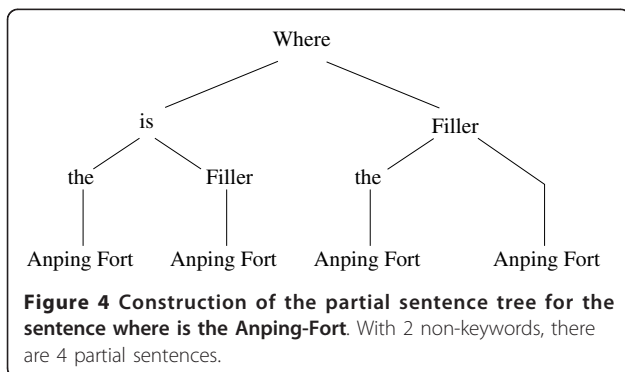 Where
is Filler
the Filler the
Anping Fort Anping Fort Anping Fort Anping Fort
Figure 4 Construction of the partial sentence tree for the
sentence where is the Anping-Fort. With 2 non-keywords, there
are 4 partial sentences.